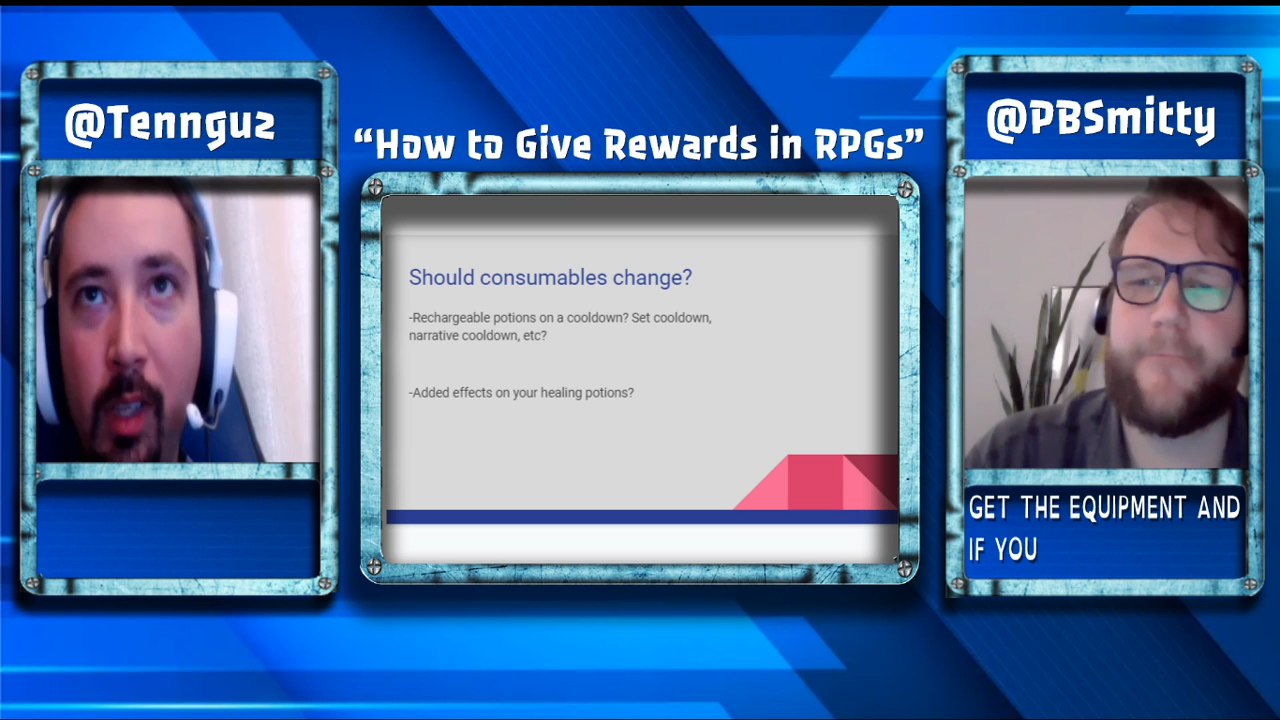 @Tennguz
“How to Give Rewards in RPGs”
@PBSmitty
Should consumables change?
-Rechargeable potions on a cooldown? Set cooldown,
narrative cooldown, etc?
-Added effects on your healing potions?
GET THE EQUIPMENT AND
IF YOU